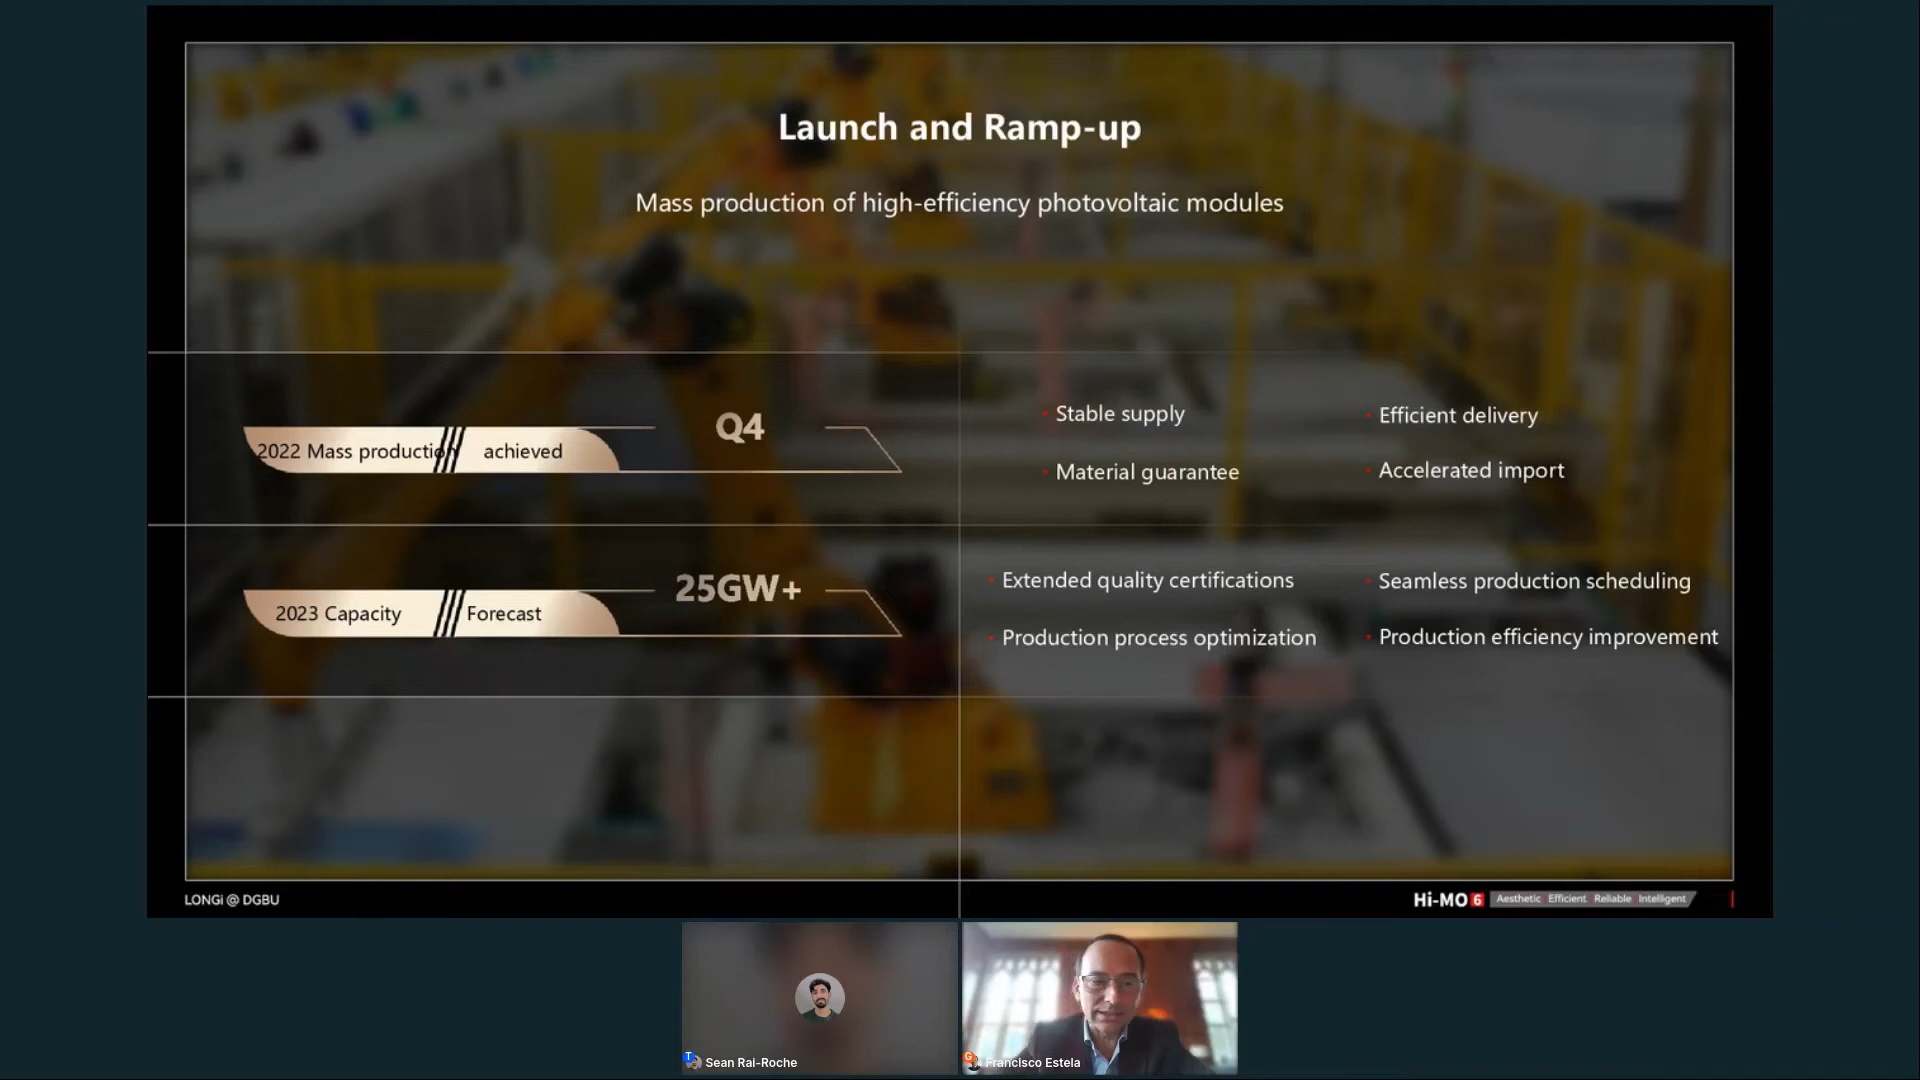 Launch and Ramp-up
Mass production of high-efficiency photovoltaic modules
2022 Mass production achieved
Q4
Stable supply
Efficient delivery
Material guarantee
Accelerated import
2023 Capacity Forecast
25GW+
Extended quality certifications
Seamless production scheduling
Production process optimization
Production efficiency improvement
LONGi @ DGBU
Hi-MO 6 Aesthetic Efficient Reliable Intelligent
T Sean Rai-Roche
G Francisco Estela